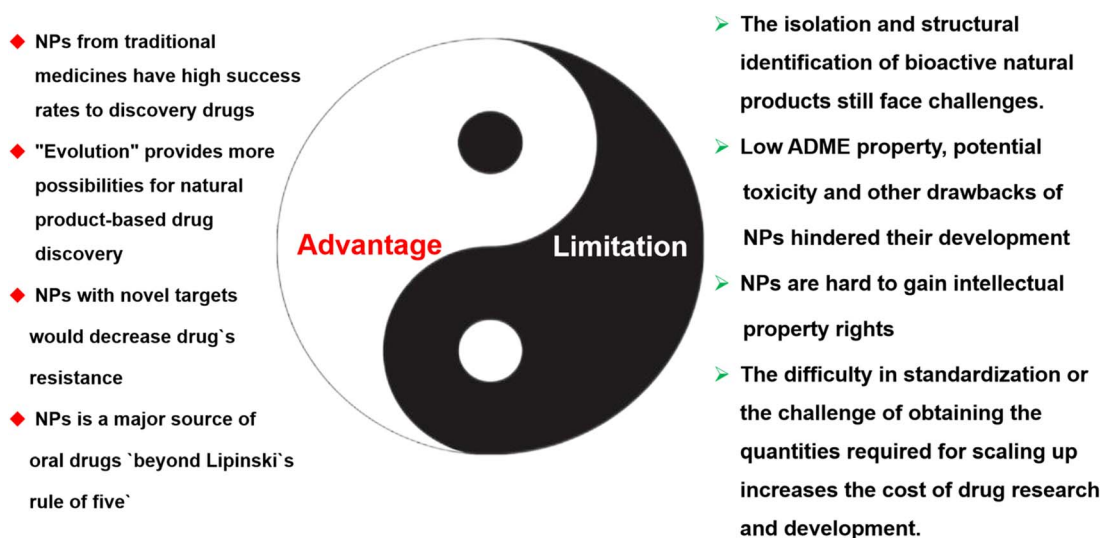 NPs from traditional
medicines have high success
rates to discovery drugs
"Evolution" provides more
possibilities for natural
product-based drug
discovery
NPs with novel targets
would decrease drug`s
resistance
NPs is a major source of
oral drugs `beyond Lipinski`s
rule of five`
Advantage
Limitation
The isolation and structural
identification of bioactive natural
products still face challenges.
Low ADME property, potential
toxicity and other drawbacks of
NPs hindered their development
NPs are hard to gain intellectual
property rights
The difficulty in standardization or
the challenge of obtaining the
quantities required for scaling up
increases the cost of drug research
and development.